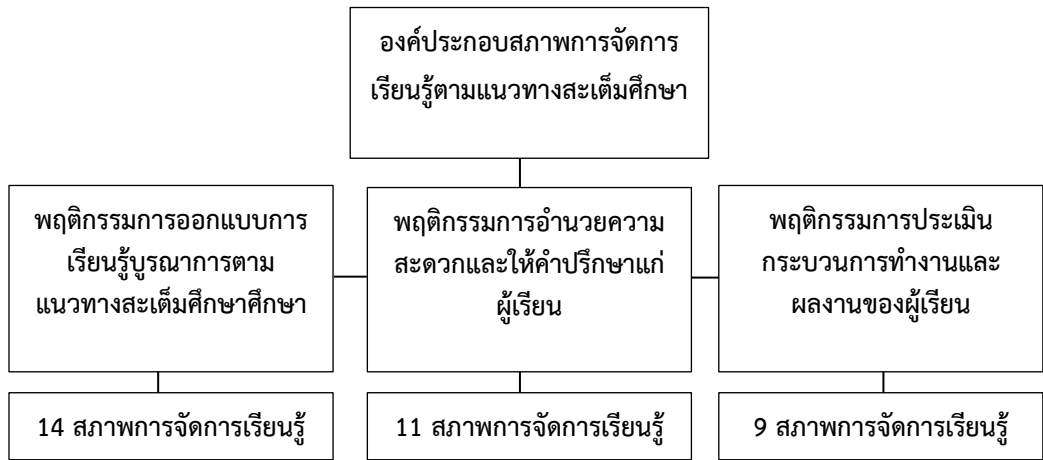 องค์ประกอบสภาพการจัดการ
เรียนรู้ตามแนวทางสะเต็มศึกษา
พฤติกรรมการออกแบบการ
เรียนรู้บูรณาการตาม
แนวทางสะเต็มศึกษาศึกษา
พฤติกรรมการอำนวยความ
สะดวกและให้คำปรึกษาแก่
ผู้เรียน
พฤติกรรมการประเมิน
กระบวนการทำงานและ
ผลงานของผู้เรียน
14 สภาพการจัดการเรียนรู้
11 สภาพการจัดการเรียนรู้
9 สภาพการจัดการเรียนรู้